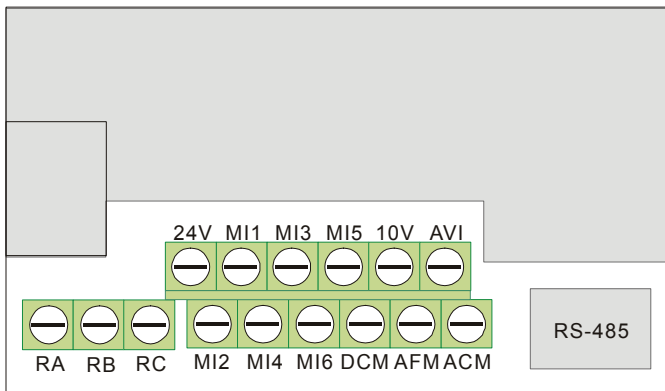 24V MI1 MI3 MI5 10V AVI
RS-485
RA RB RC MI2 MI4 MI6 DCM AFM ACM